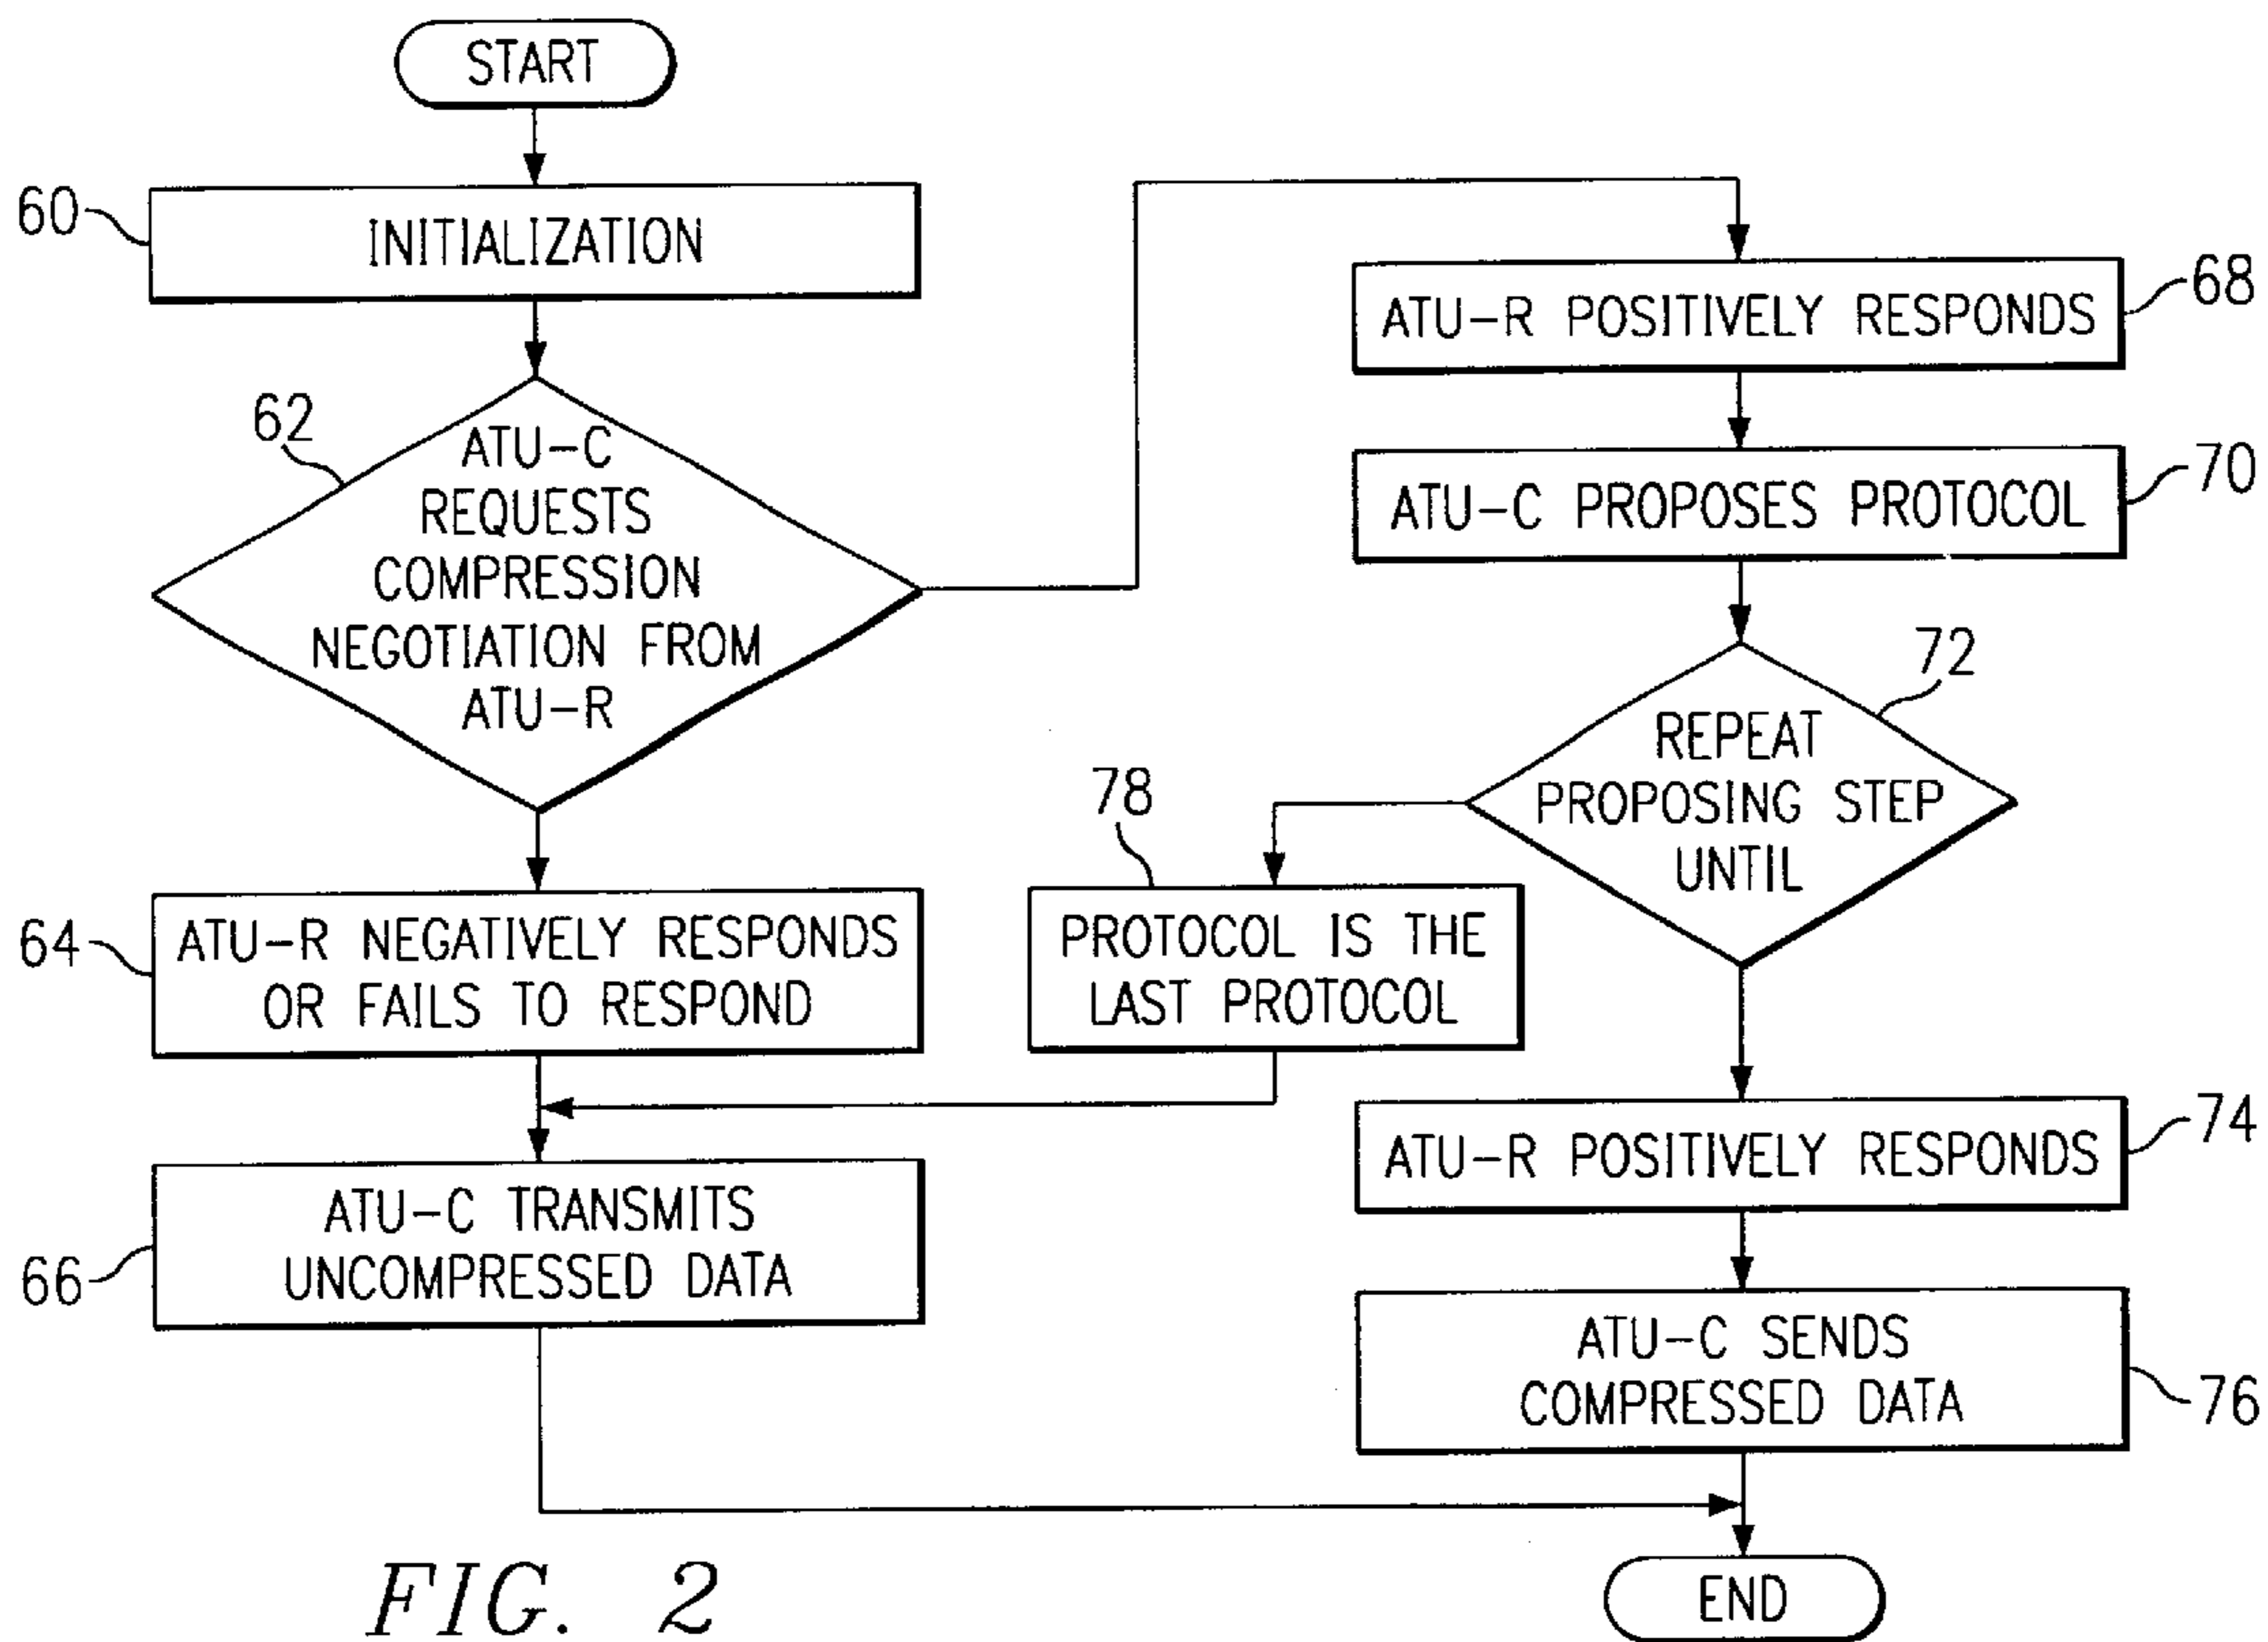 START
60
INITIALIZATION
62
ATU-C
REQUESTS
COMPRESSION
NEGOTIATION FROM
ATU-R
64
ATU-R NEGATIVELY RESPONDS
OR FAILS TO RESPOND
66
ATU-C TRANSMITS
UNCOMPRESSED DATA
68
ATU-R POSITIVELY RESPONDS
70
ATU-C PROPOSES PROTOCOL
72
REPEAT
PROPOSING STEP
UNTIL
78
PROTOCOL IS THE
LAST PROTOCOL
74
ATU-R POSITIVELY RESPONDS
76
ATU-C SENDS
COMPRESSED DATA
END
FIG. 2